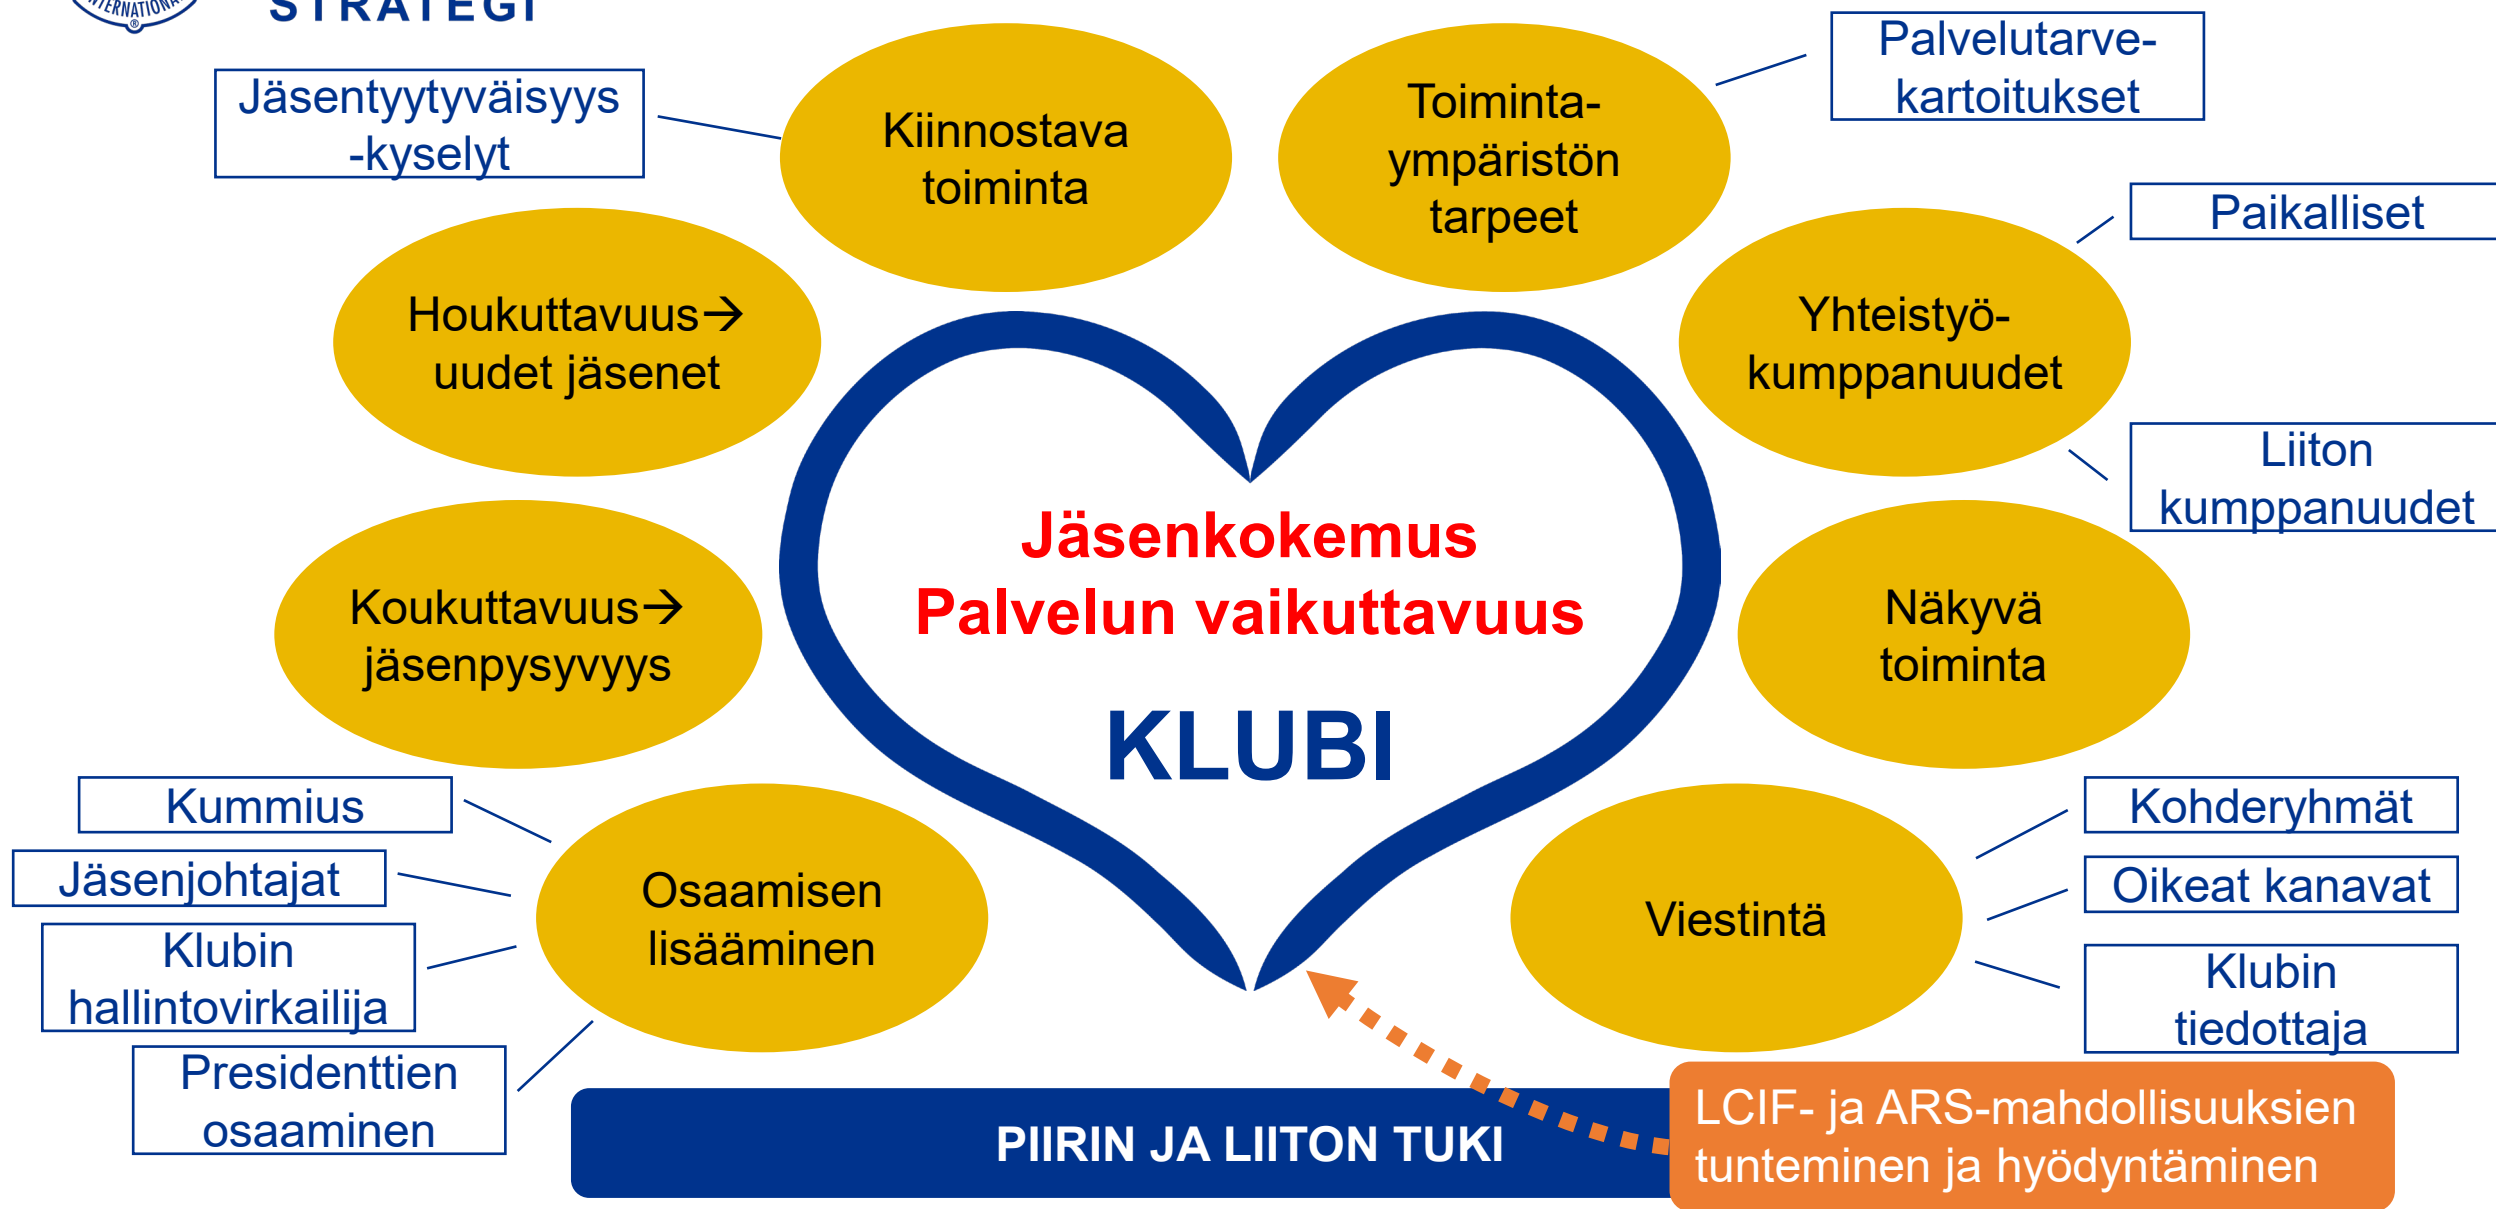 INTERNATIONAL
®
STRATEGI
Jäsentyytyväisyys
-kyselyt
Kiinnostava
toiminta
Toiminta-
ympäristön
tarpeet
Palvelutarve-
kartoitukset
Paikalliset
Houkuttavuus→
uudet jäsenet
Yhteistyö-
kumppanuudet
Liiton
kumppanuudet
Jäsenkokemus
Palvelun vaikuttavuus
KLUBI
Koukuttavuus→
jäsenpysyvyys
Näkyvä
toiminta
Kummius
Jäsenjohtajat
Klubin
hallintovirkailija
Presidenttien
osaaminen
Osaamisen
lisääminen
Viestintä
Kohderyhmät
Oikeat kanavat
Klubin
tiedottaja
PIIRIN JA LIITON TUKI
LCIF- ja ARS-mahdollisuuksien
tunteminen ja hyödyntäminen